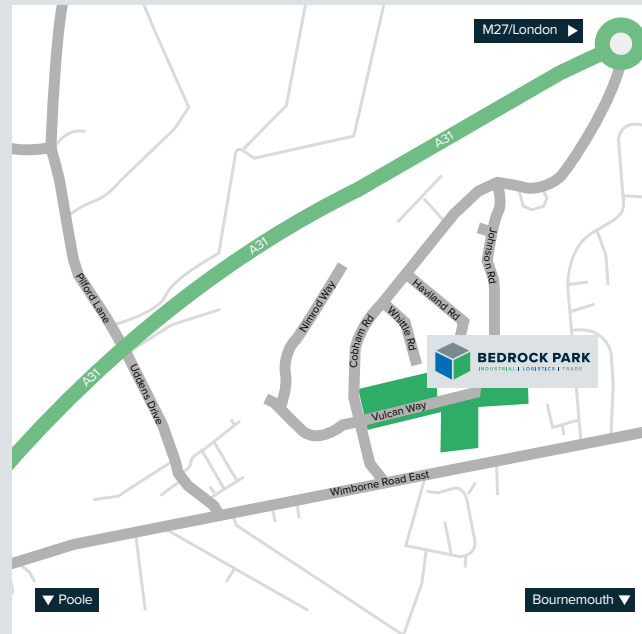 M27/London ▶
A31
A31
Johnson Rd
Nimrod Way
Haviland Rd
Pilford Lane
Whittle Rd
Cobham Rd
BEDROCK PARK
INDUSTRIAL | LOGISTICS | TRADE
A31
Uddens Drive
Vulcan Way
Wimborne Road East
▼ Poole
Bournemouth ▼